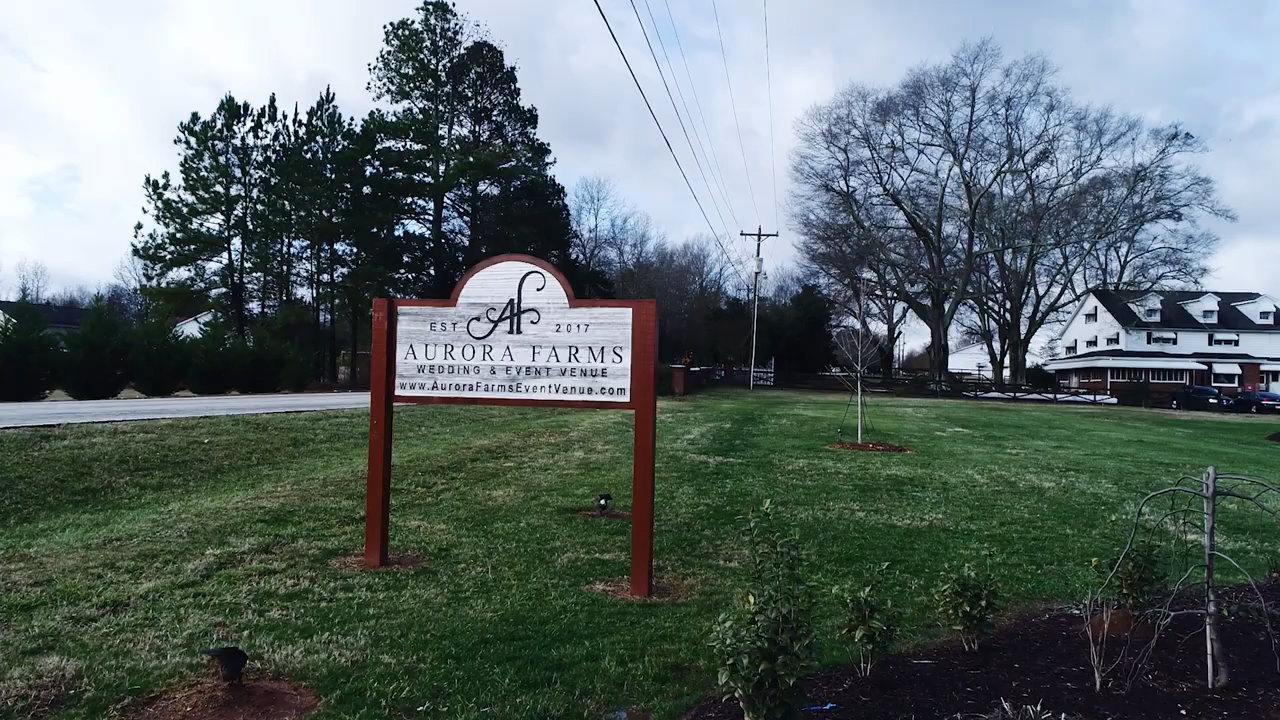 AF
EST 2017
AURORA FARMS
WEDDING & EVENT VENUE
www.AuroraFarmsEventVenue.com